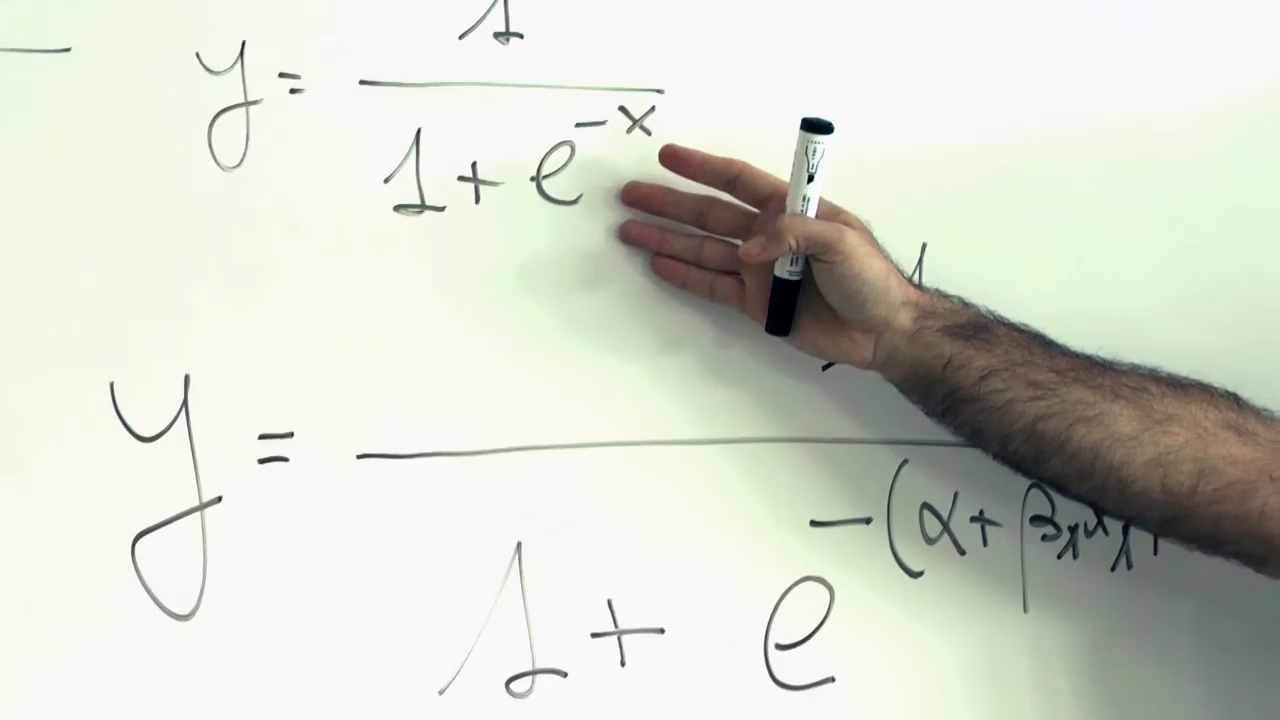 y = 1
1 + e^-x
y = 1
1 + e^-(α + β₁x₁ +